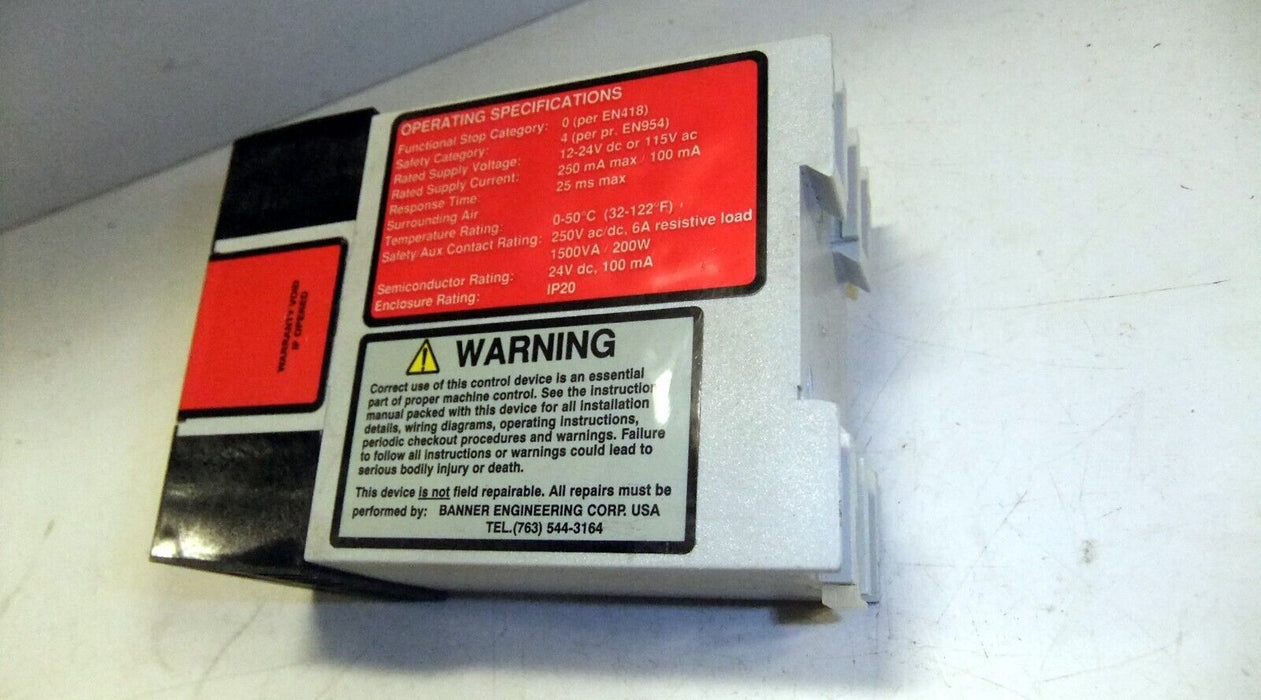 OPERATING SPECIFICATIONS
Functional Stop Category: 0 (per EN418)
Safety Category: 4 (per pr. EN954)
Rated Supply Voltage: 12-24V dc or 115V ac
Rated Supply Current: 250 mA max / 100 mA
Response Time: 25 ms max
Surrounding Air
Temperature Rating: 0-50°C (32-122°F)
Safety/Aux Contact Rating: 250V ac/dc, 6A resistive load
1500VA / 200W
Semiconductor Rating: 24V dc, 100 mA
Enclosure Rating: IP20
WARRANTY VOID
IF OPENED
WARNING
Correct use of this control device is an essential
part of proper machine control. See the instruction
manual packed with this device for all installation
details, wiring diagrams, operating instructions,
periodic checkout procedures and warnings. Failure
to follow all instructions or warnings could lead to
serious bodily injury or death.
This device is not field repairable. All repairs must be
performed by: BANNER ENGINEERING CORP. USA
TEL.(763) 544-3164